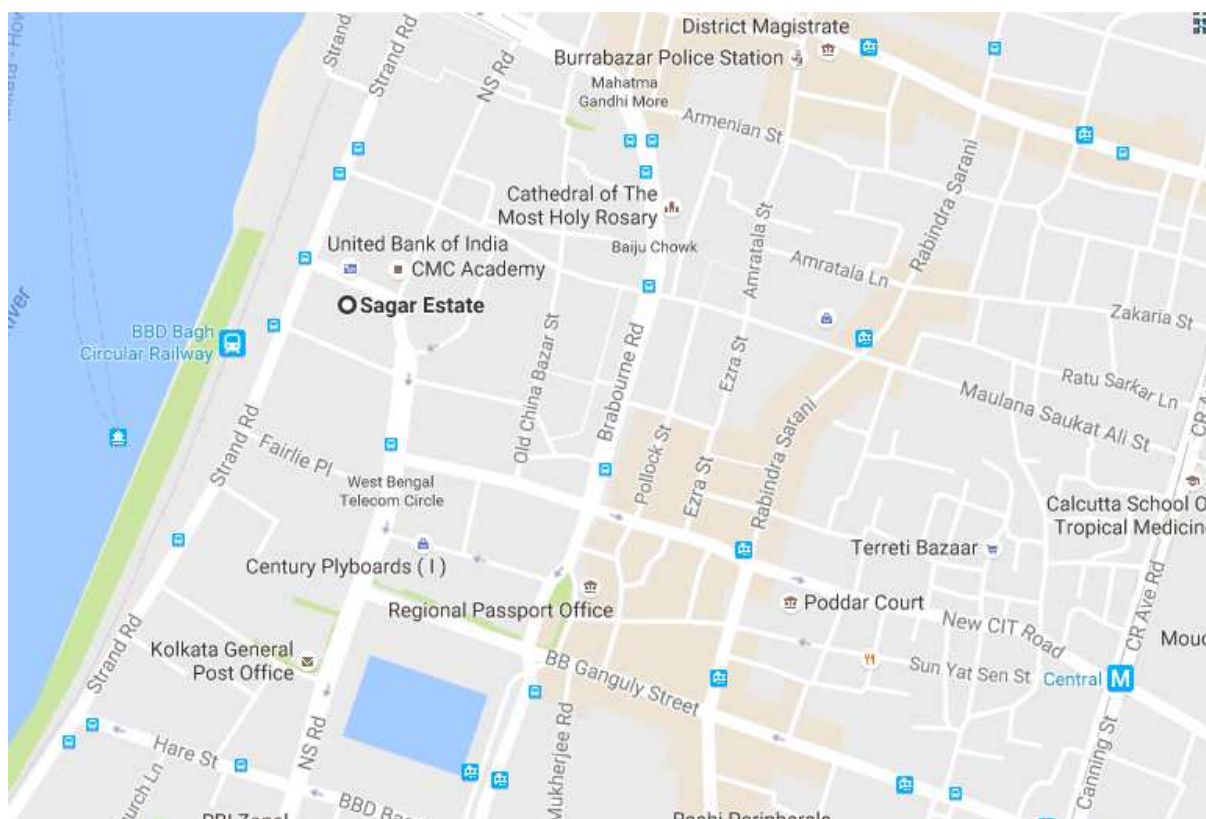 District Magistrate
Strand Rd
Strand
NS Rd
Burrabazar Police Station
Mahatma
Gandhi More
Armenian St
Rabindra Sarani
Cathedral of The
Most Holy Rosary
Amratala St
United Bank of India
Baiju Chowk
CMC Academy
Amratala Ln
Sagar Estate
River
Zakaria St
BBD Bagh
Circular Railway
Old China Bazar St
Brabourne Rd
Ezra St
Ratu Sarkar Ln
Maulana Saukat Ali St
CR A
Strand Rd
Fairlie Pl
Pollock St
Ezra St
Rabindra Sarani
West Bengal
Telecom Circle
Calcutta School O
Tropical Medicin
Terreti Bazaar
Century Plyboards ( I )
Regional Passport Office
Poddar Court
New CIT Road
CR Ave Rd
Strand Rd
Kolkata General
Post Office
BB Ganguly Street
Sun Yat Sen St
Central
M
Mouc
NS Rd
Hare St
Mukherjee Rd
Canning St
urch Ln
BBD Ba